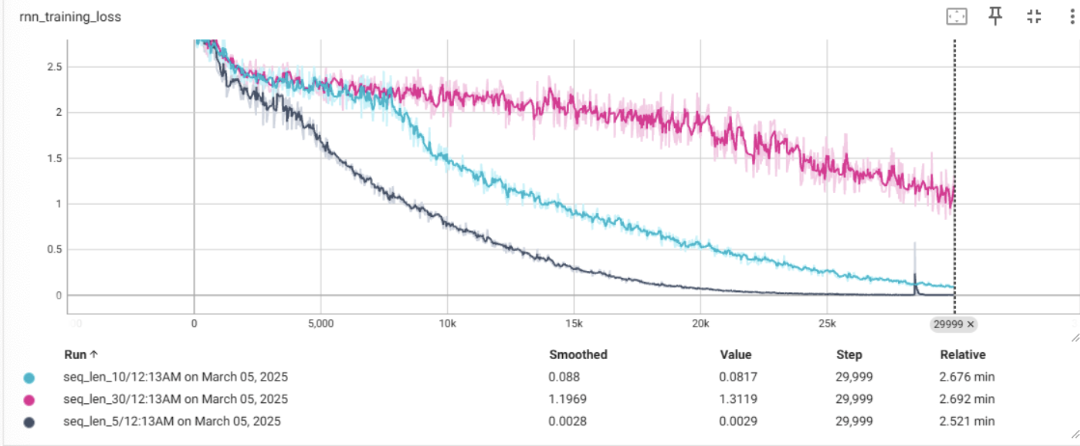 rnn_training_loss
2.5
2
1.5
1
0.5
0
0 5,000 10k 15k 20k 25k 29999 ×
Run ↑ Smoothed Value Step Relative
seq_len_10/12:13AM on March 05, 2025 0.088 0.0817 29,999 2.676 min
seq_len_30/12:13AM on March 05, 2025 1.1969 1.3119 29,999 2.692 min
seq_len_5/12:13AM on March 05, 2025 0.0028 0.0029 29,999 2.521 min